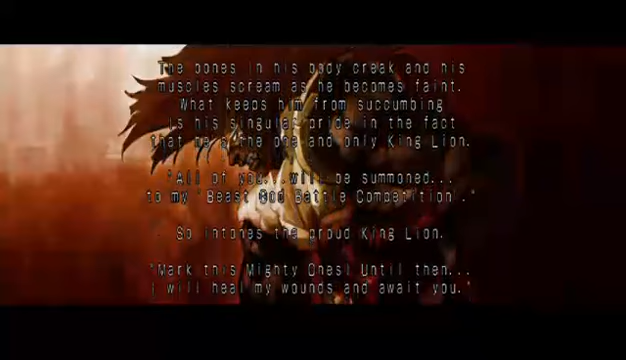 The bones in his body creak and his
muscles scream as he becomes faint.
What keeps him from succumbing
is his singular pride in the fact
that he's the one and only King Lion.
"All of you...will be summoned...
to my 'Beast God Battle Competition'."
So intones the proud King Lion.
"Mark this Mighty Ones! Until then...
I will heal my wounds and await you."